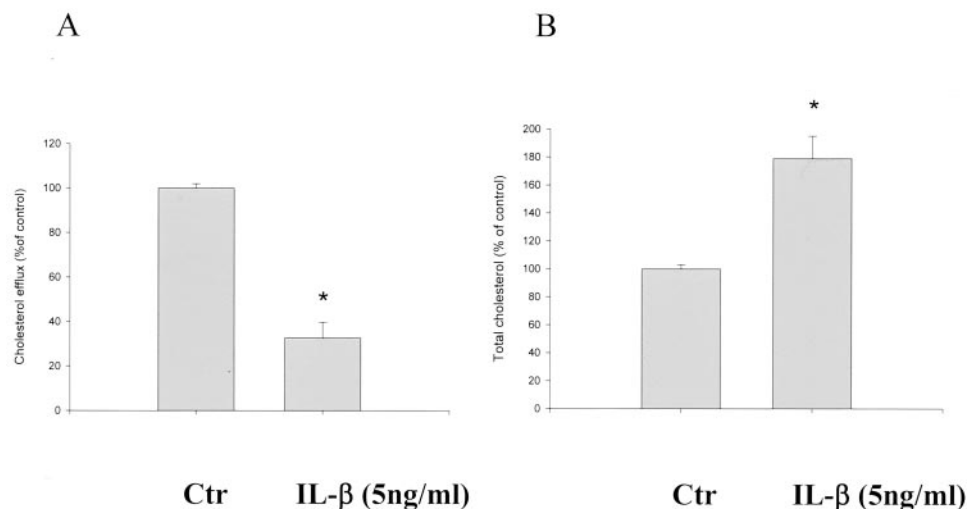 A
Cholesterol efflux (%of control)
120
100
80
60
40
20
0
*
Ctr
IL-β (5ng/ml)
B
Total cholesterol (% of control)
200
180
160
140
120
100
80
60
40
20
0
*
Ctr
IL-β (5ng/ml)